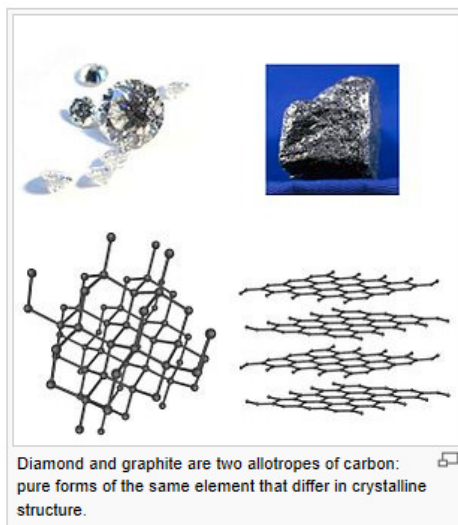 Diamond and graphite are two allotropes of carbon:
pure forms of the same element that differ in crystalline
structure.